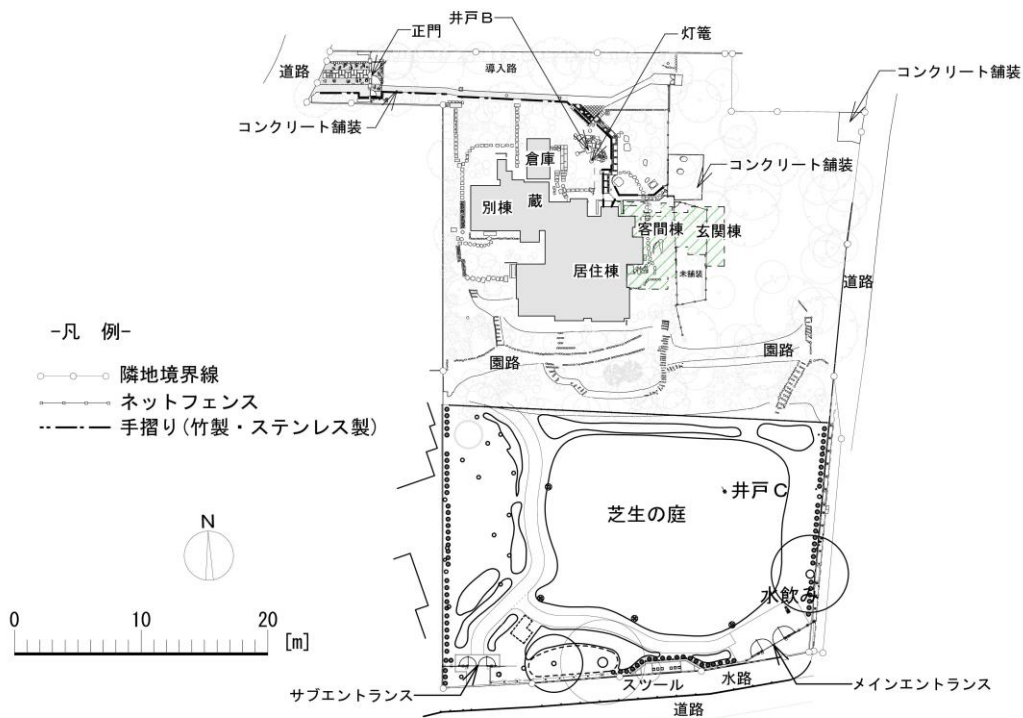 井戸B
正門
灯篭
道路
導入路
コンクリート舗装
コンクリート舗装
倉庫
コンクリート舗装
別棟
蔵
客間棟
玄関棟
居住棟
未舗装
道路
-凡 例-
園路
園路
隣地境界線
ネットフェンス
手摺り(竹製・ステンレス製)
井戸C
芝生の庭
N
水飲み
0 10 20
[m]
サブエントランス
スツール
水路
メインエントランス
道路